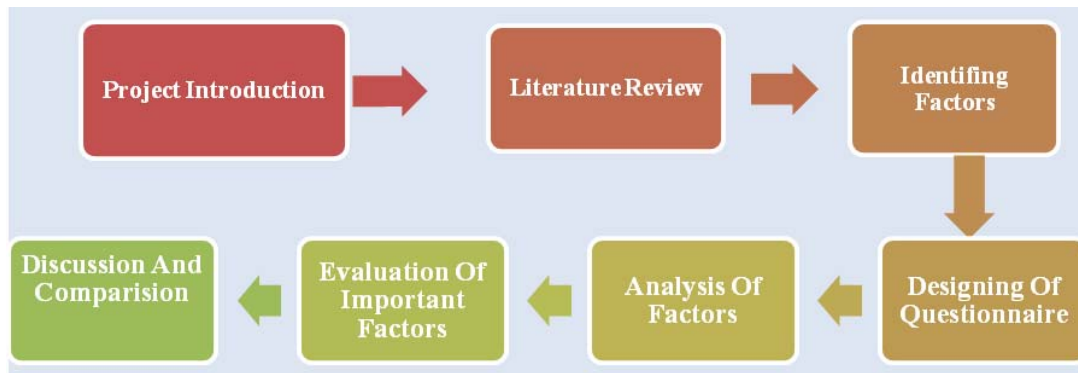 Project Introduction
Literature Review
Identifing
Factors
Designing Of
Questionnaire
Analysis Of
Factors
Evaluation Of
Important
Factors
Discussion And
Comparision